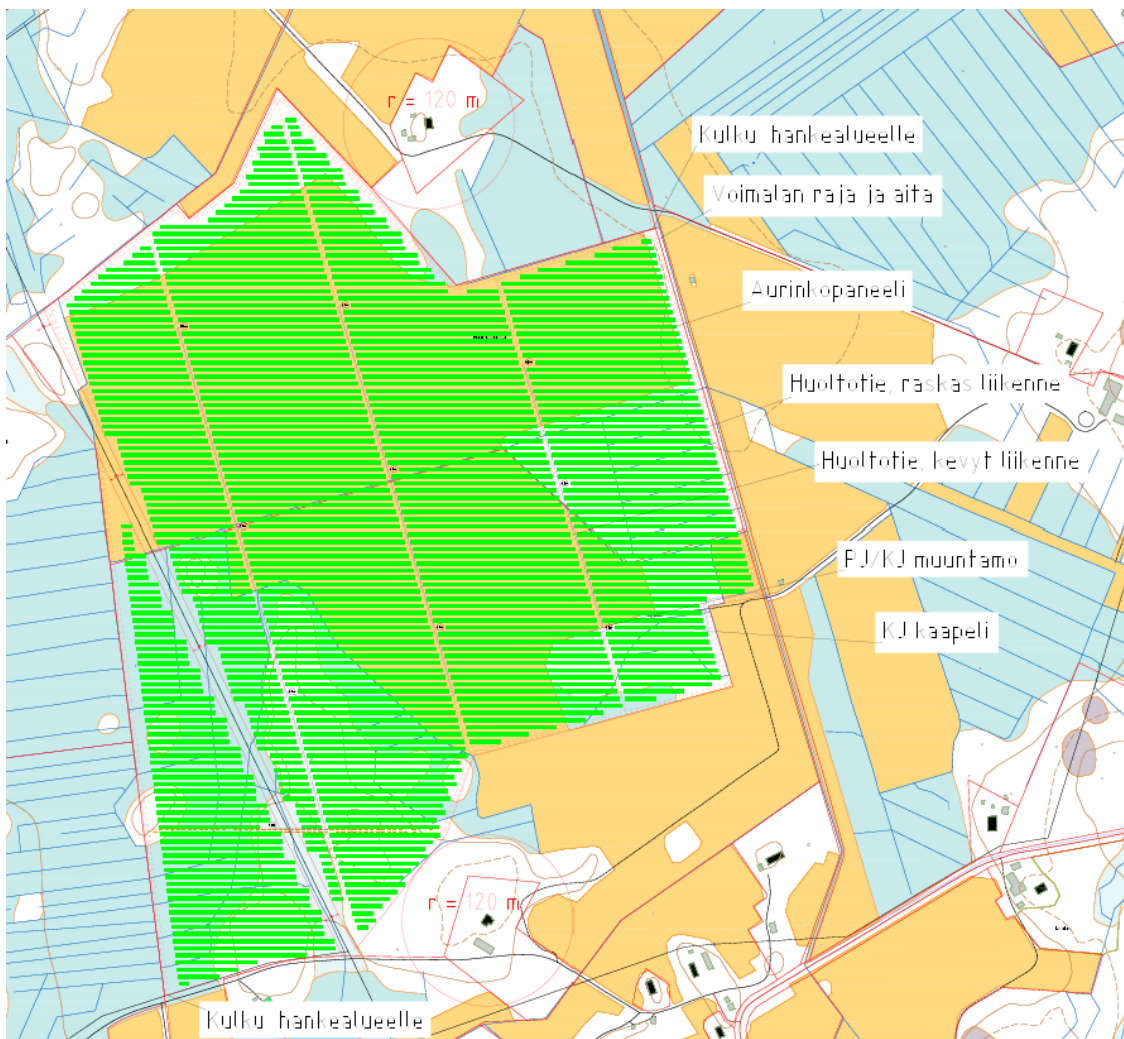 r = 120 m
Kulku hankealueelle
Voimalan raja ja aita
Aurinkopaneeli
Huoltotie, raskas liikenne
Huoltotie, kevyt liikenne
PJ/KJ muuntamo
KJ kaapeli
r = 120 m
Kulku hankealueelle